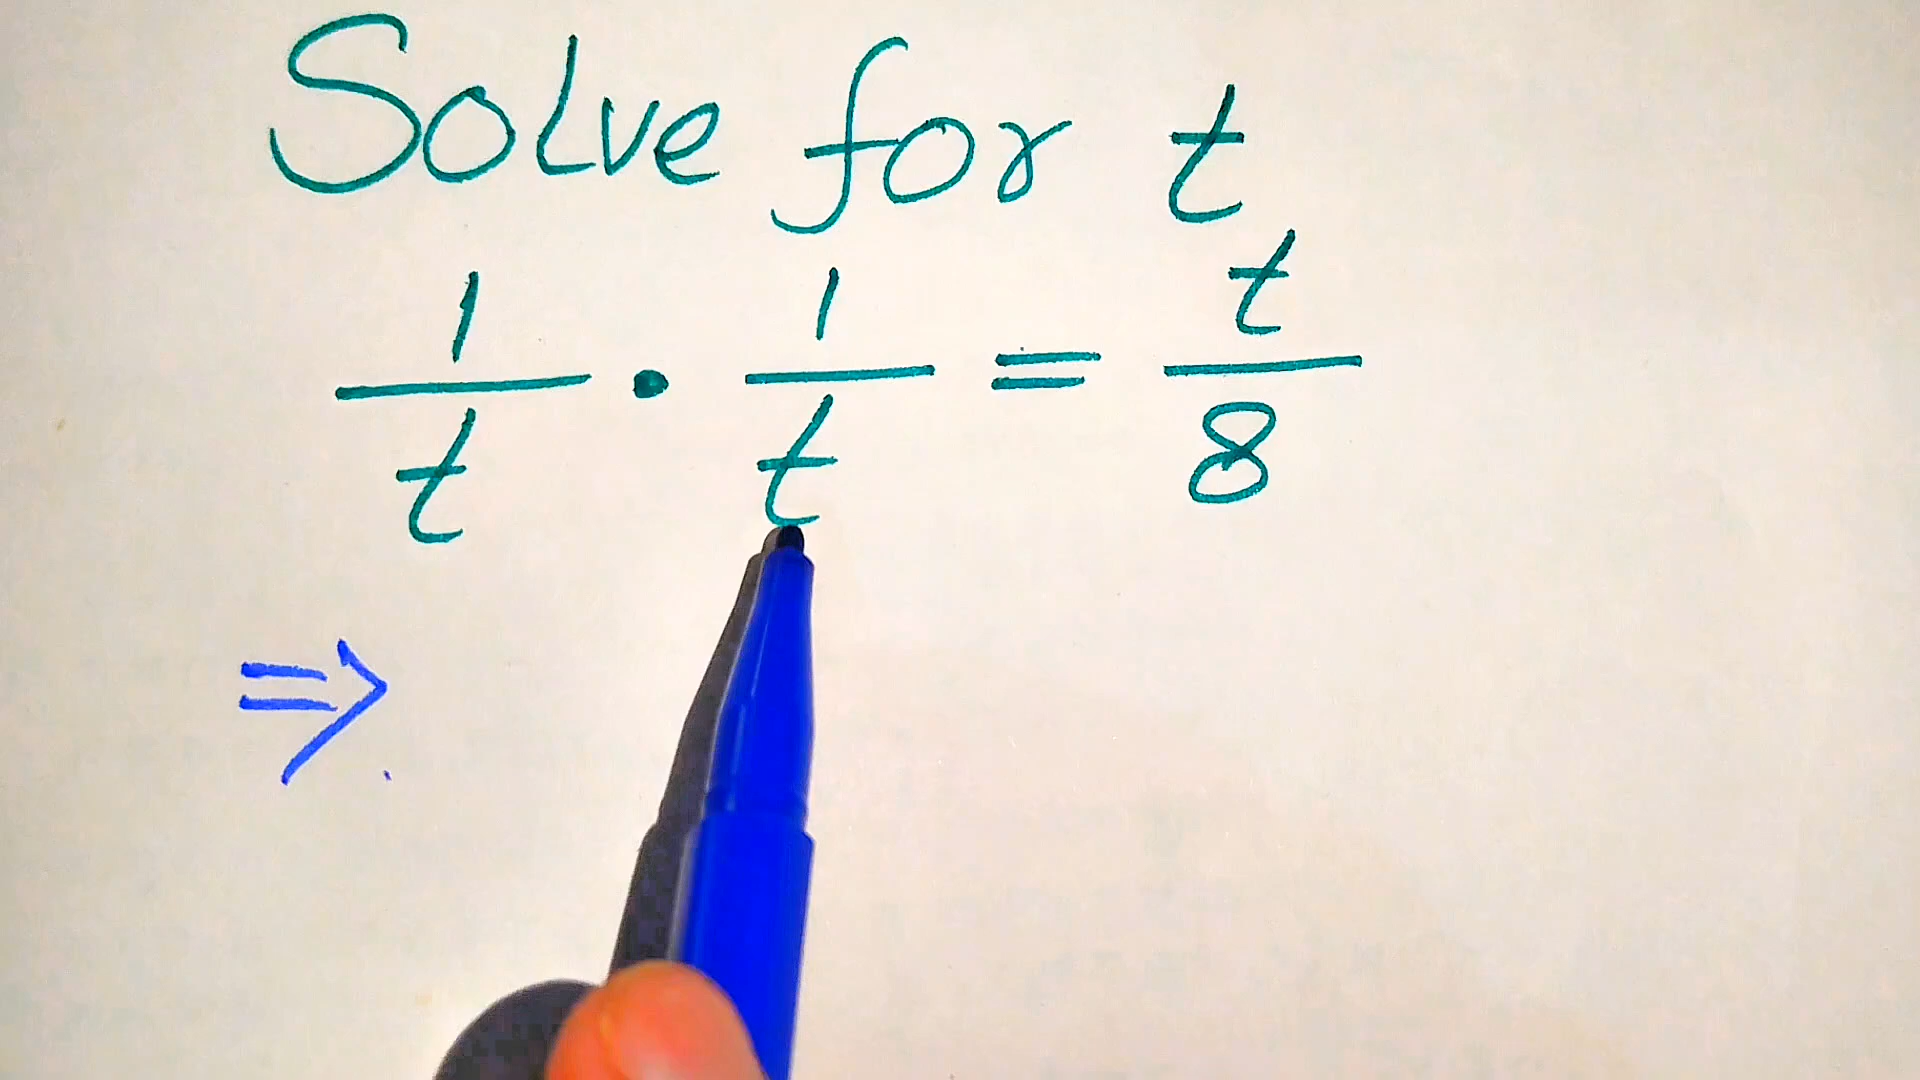 Solve for t
1/t • 1/t = t/8
⇒